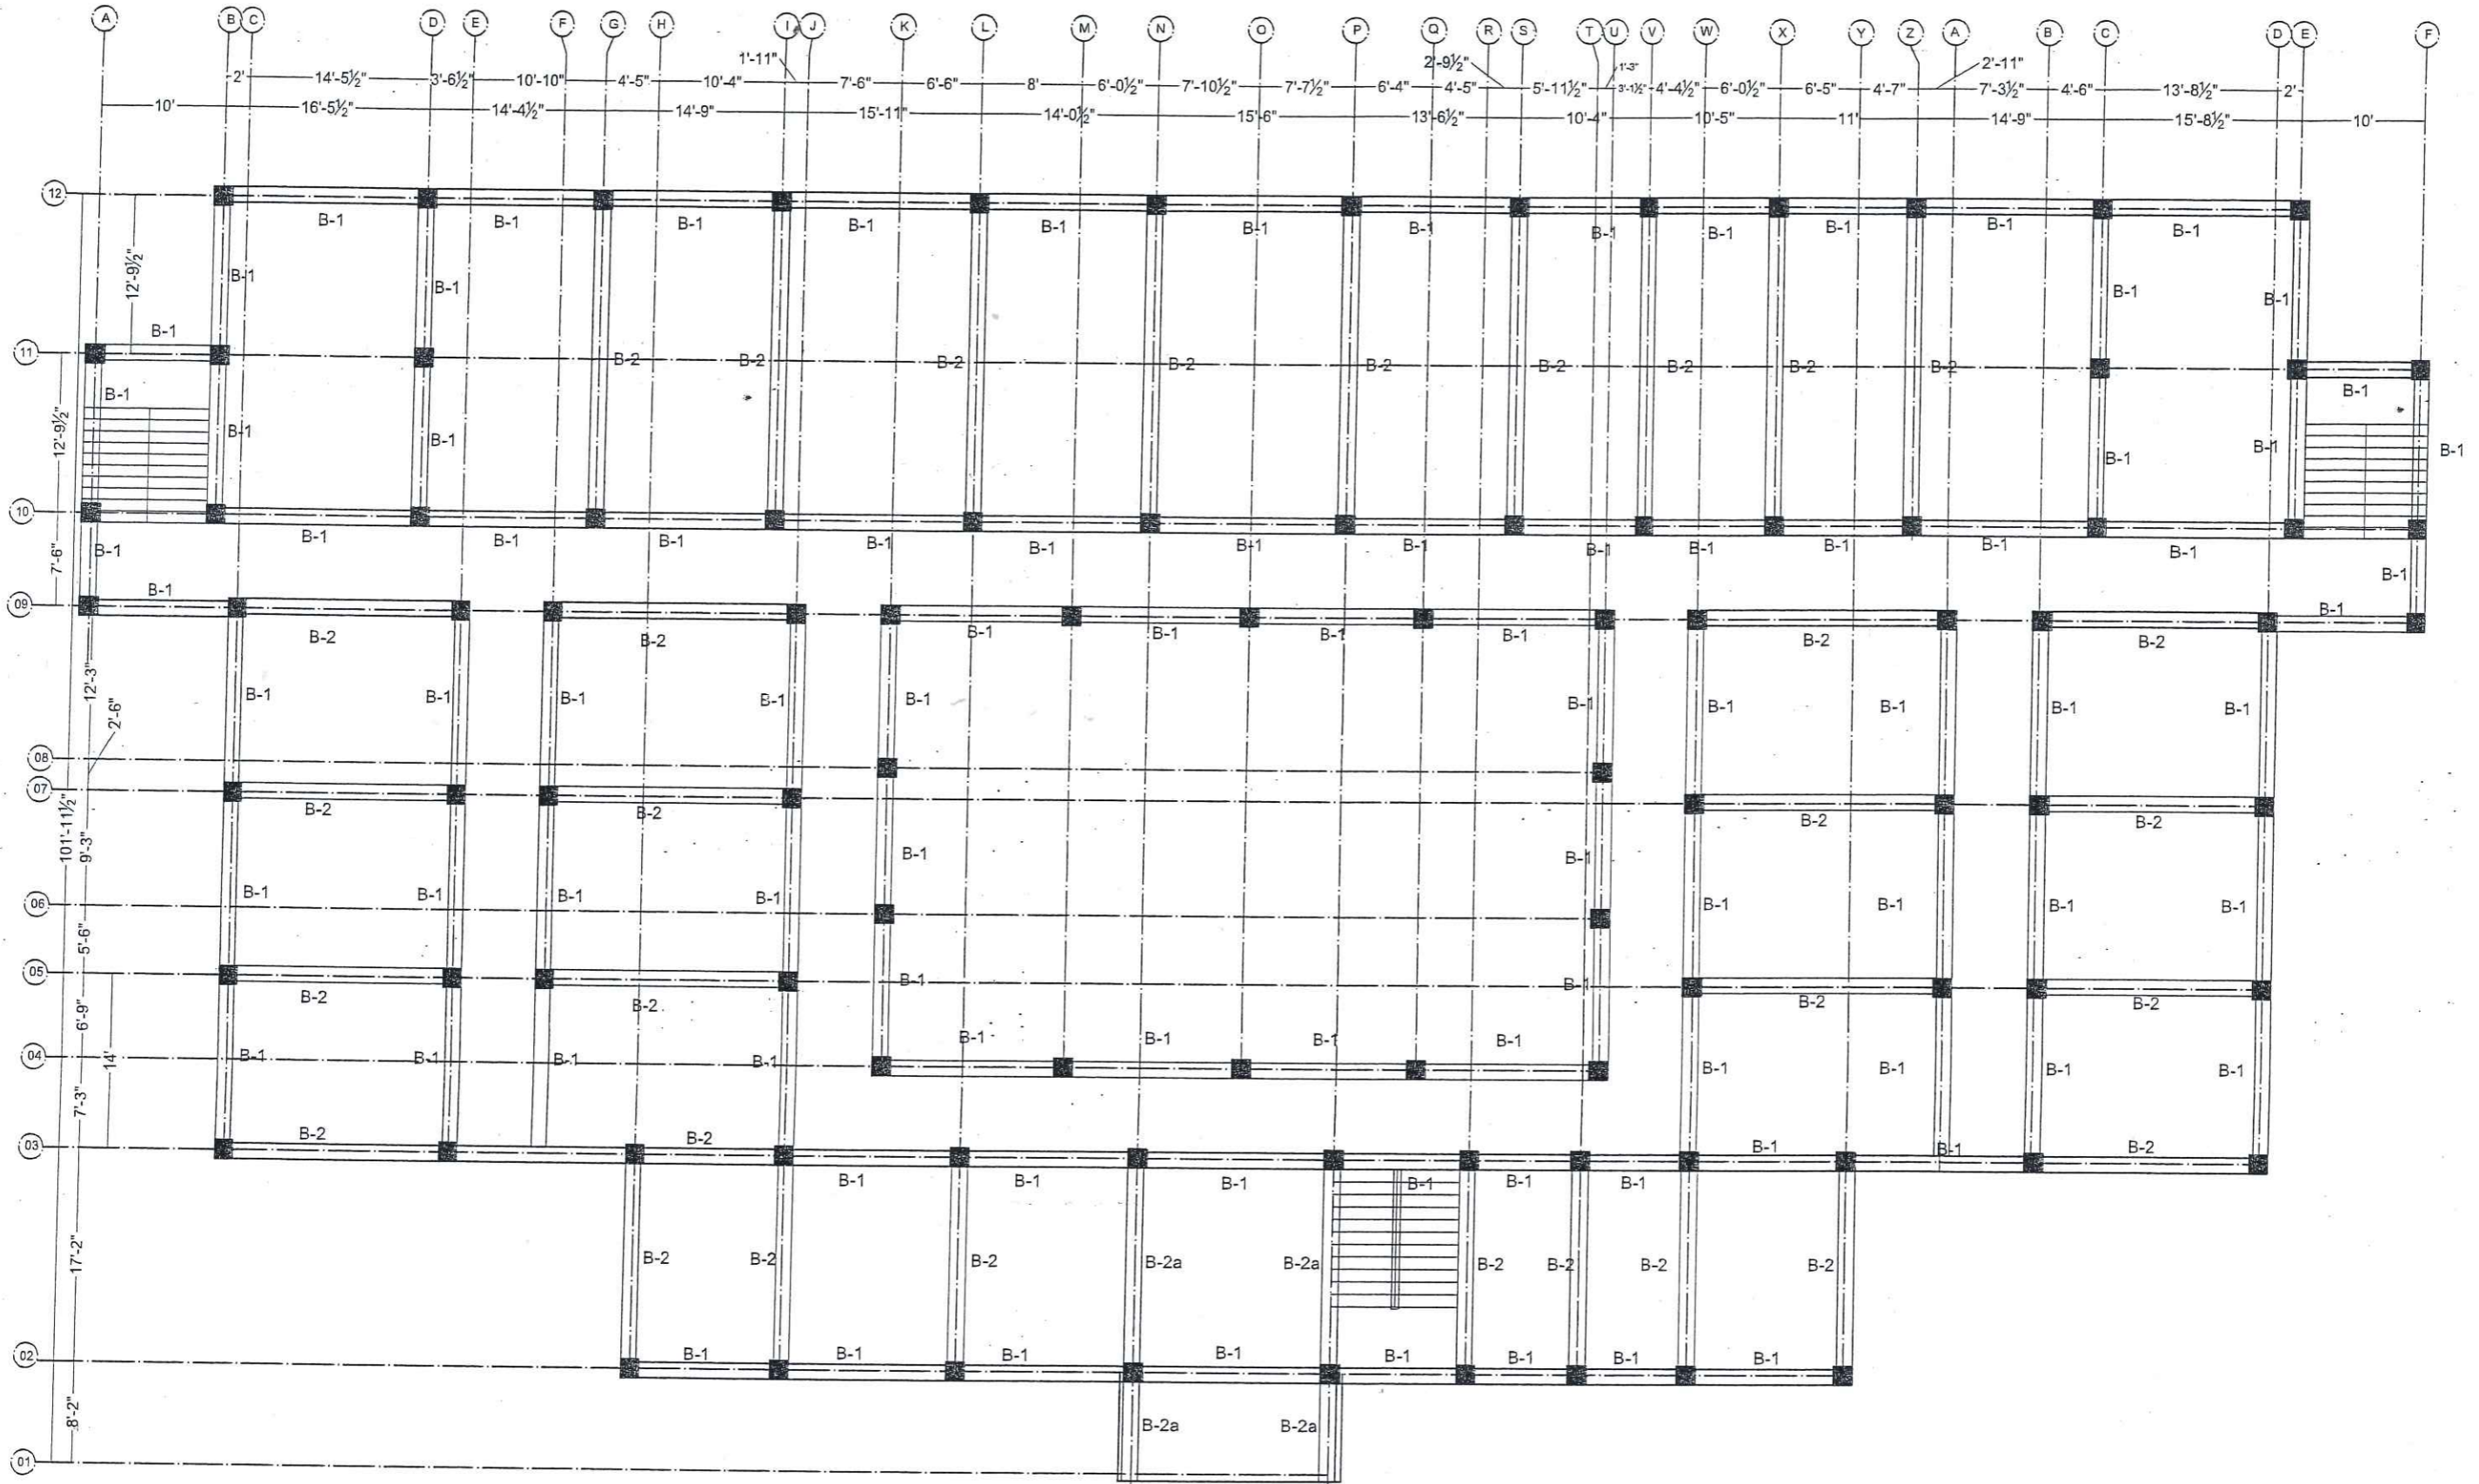 A B C D E F G H I J K L M N O P Q R S T U V W X Y Z A B C D E F
1'-11" 2'-9½" 1'-3" 2'-11"
2' 14'-5½" 3'-6½" 10'-10" 4'-5" 10'-4" 7'-6" 6'-6" 8' 6'-0½" 7'-10½" 7'-7½" 6'-4" 4'-5" 5'-11½" 3'-1½" 4'-4½" 6'-0½" 6'-5" 4'-7" 7'-3½" 4'-6" 13'-8½" 2'
10' 16'-5½" 14'-4½" 14'-9" 15'-11" 14'-0½" 15'-6" 13'-6½" 10'-4" 10'-5" 11' 14'-9" 15'-8½" 10'
12
B-1 B-1 B-1 B-1 B-1 B-1 B-1 B-1 B-1 B-1 B-1 B-1
12'-9½" B-1 B-1 B-1 B-1
B-1
11
B-2 B-2 B-2 B-2 B-2 B-2 B-2 B-2 B-2
B-1 B-1
12'-9½" B-1 B-1 B-1 B-1 B-1
10
B-1 B-1 B-1 B-1 B-1 B-1 B-1 B-1 B-1 B-1 B-1 B-1
7'-6" B-1 B-1
09
B-1 B-1
B-2 B-2 B-1 B-1 B-1 B-1 B-2 B-2
12'-3" B-1 B-1 B-1 B-1 B-1 B-1 B-1 B-1 B-1 B-1
2'-6"
08
07
B-2 B-2 B-2 B-2
101'-11½" 9'-3" B-1 B-1
B-1 B-1 B-1 B-1 B-1 B-1 B-1 B-1
06
5'-6"
05
B-1 B-1
B-2 B-2 B-2 B-2
6'-9" B-1 B-1 B-1 B-1
04
14' B-1 B-1 B-1 B-1 B-1 B-1 B-1 B-1
7'-3"
03
B-2 B-2 B-1 B-1 B-2
B-1 B-1 B-1 B-1 B-1 B-1
17'-2" B-2 B-2 B-2 B-2a B-2a B-2 B-2 B-2 B-2
02
B-1 B-1 B-1 B-1 B-1 B-1 B-1 B-1
8'-2" B-2a B-2a
01